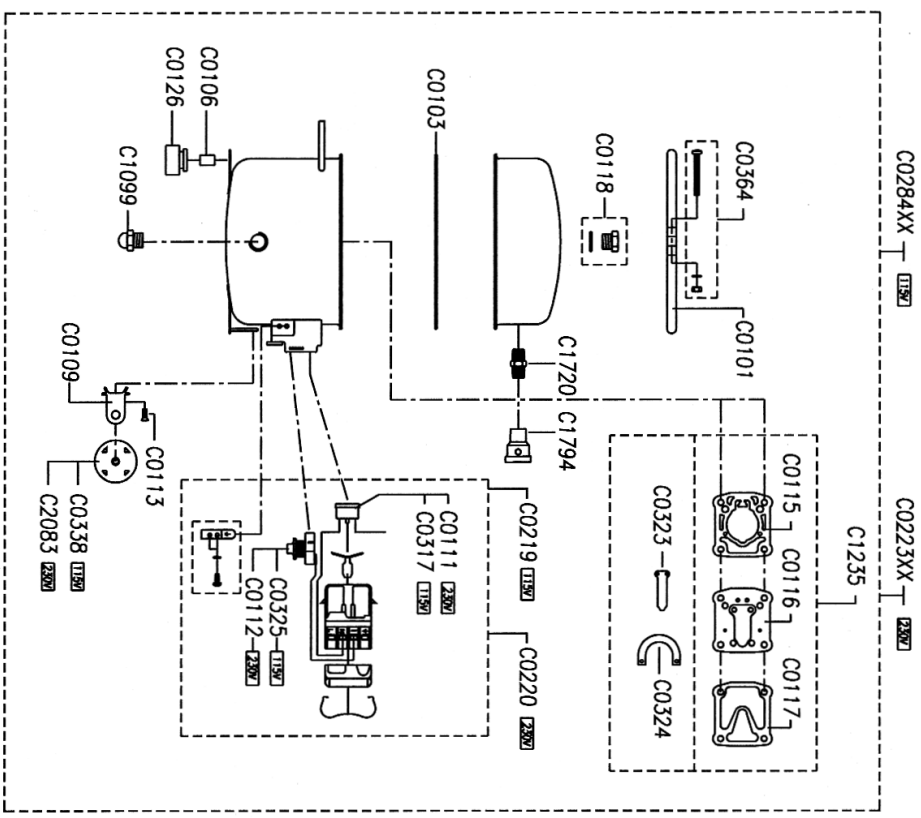 C0284XX 115V
C0223XX 230V
C0364
C0101
C0118
C0103
C0106
C0126
C1099
C1720
C1794
C1235
C0115
C0116
C0117
C0323
C0324
C0109
C0113
C0338 115V
C2083 230V
C0219 115V
C0220 230V
C0111 230V
C0317 115V
C0325 115V
C0112 230V